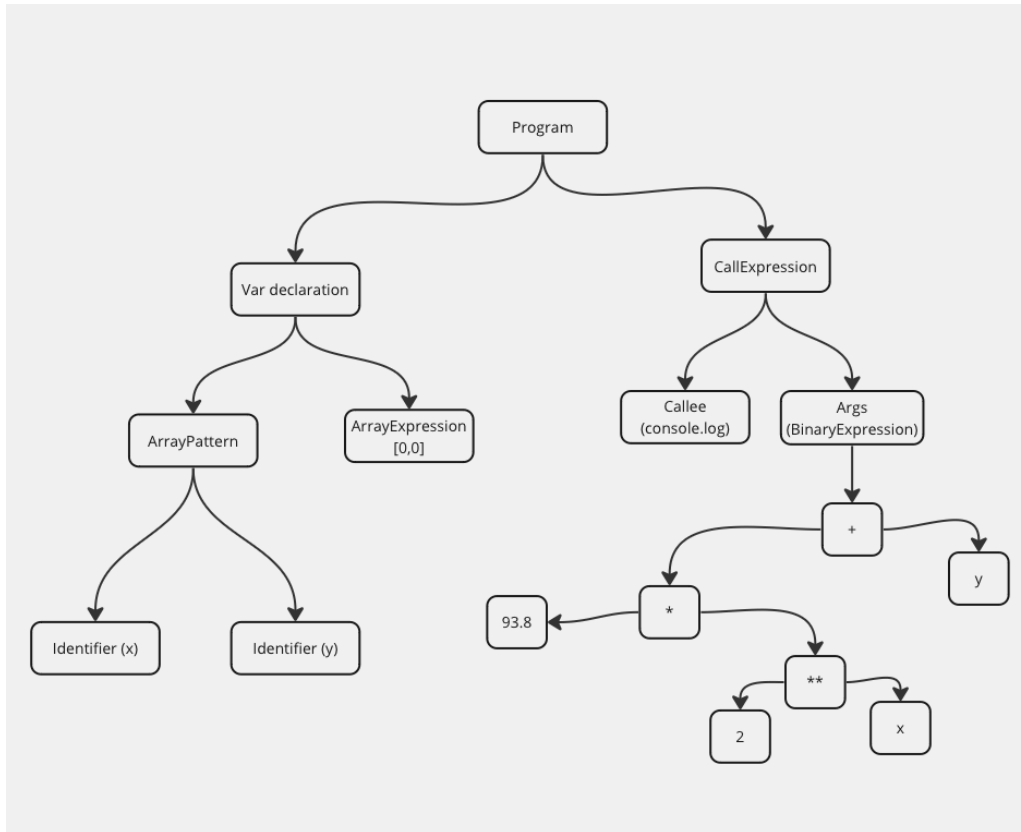 Program
CallExpression
Var declaration
Callee
(console.log)
Args
(BinaryExpression)
ArrayPattern
ArrayExpression
[0,0]
+
y
93.8
*
Identifier (x)
Identifier (y)
**
2
x